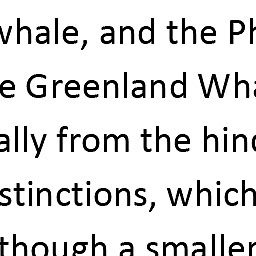 whale, and the Ph
e Greenland Wha
ally from the hind
stinctions, which
though a smaller